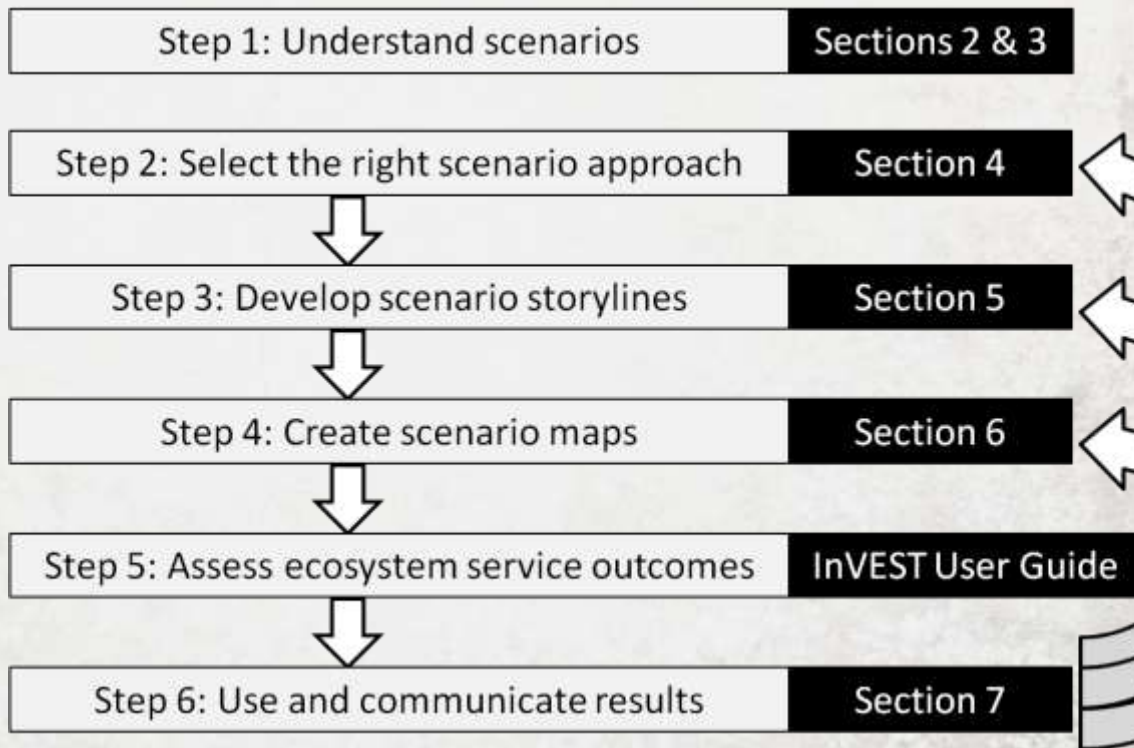 Step 1: Understand scenarios Sections 2 & 3
Step 2: Select the right scenario approach Section 4
Step 3: Develop scenario storylines Section 5
Step 4: Create scenario maps Section 6
Step 5: Assess ecosystem service outcomes InVEST User Guide
Step 6: Use and communicate results Section 7